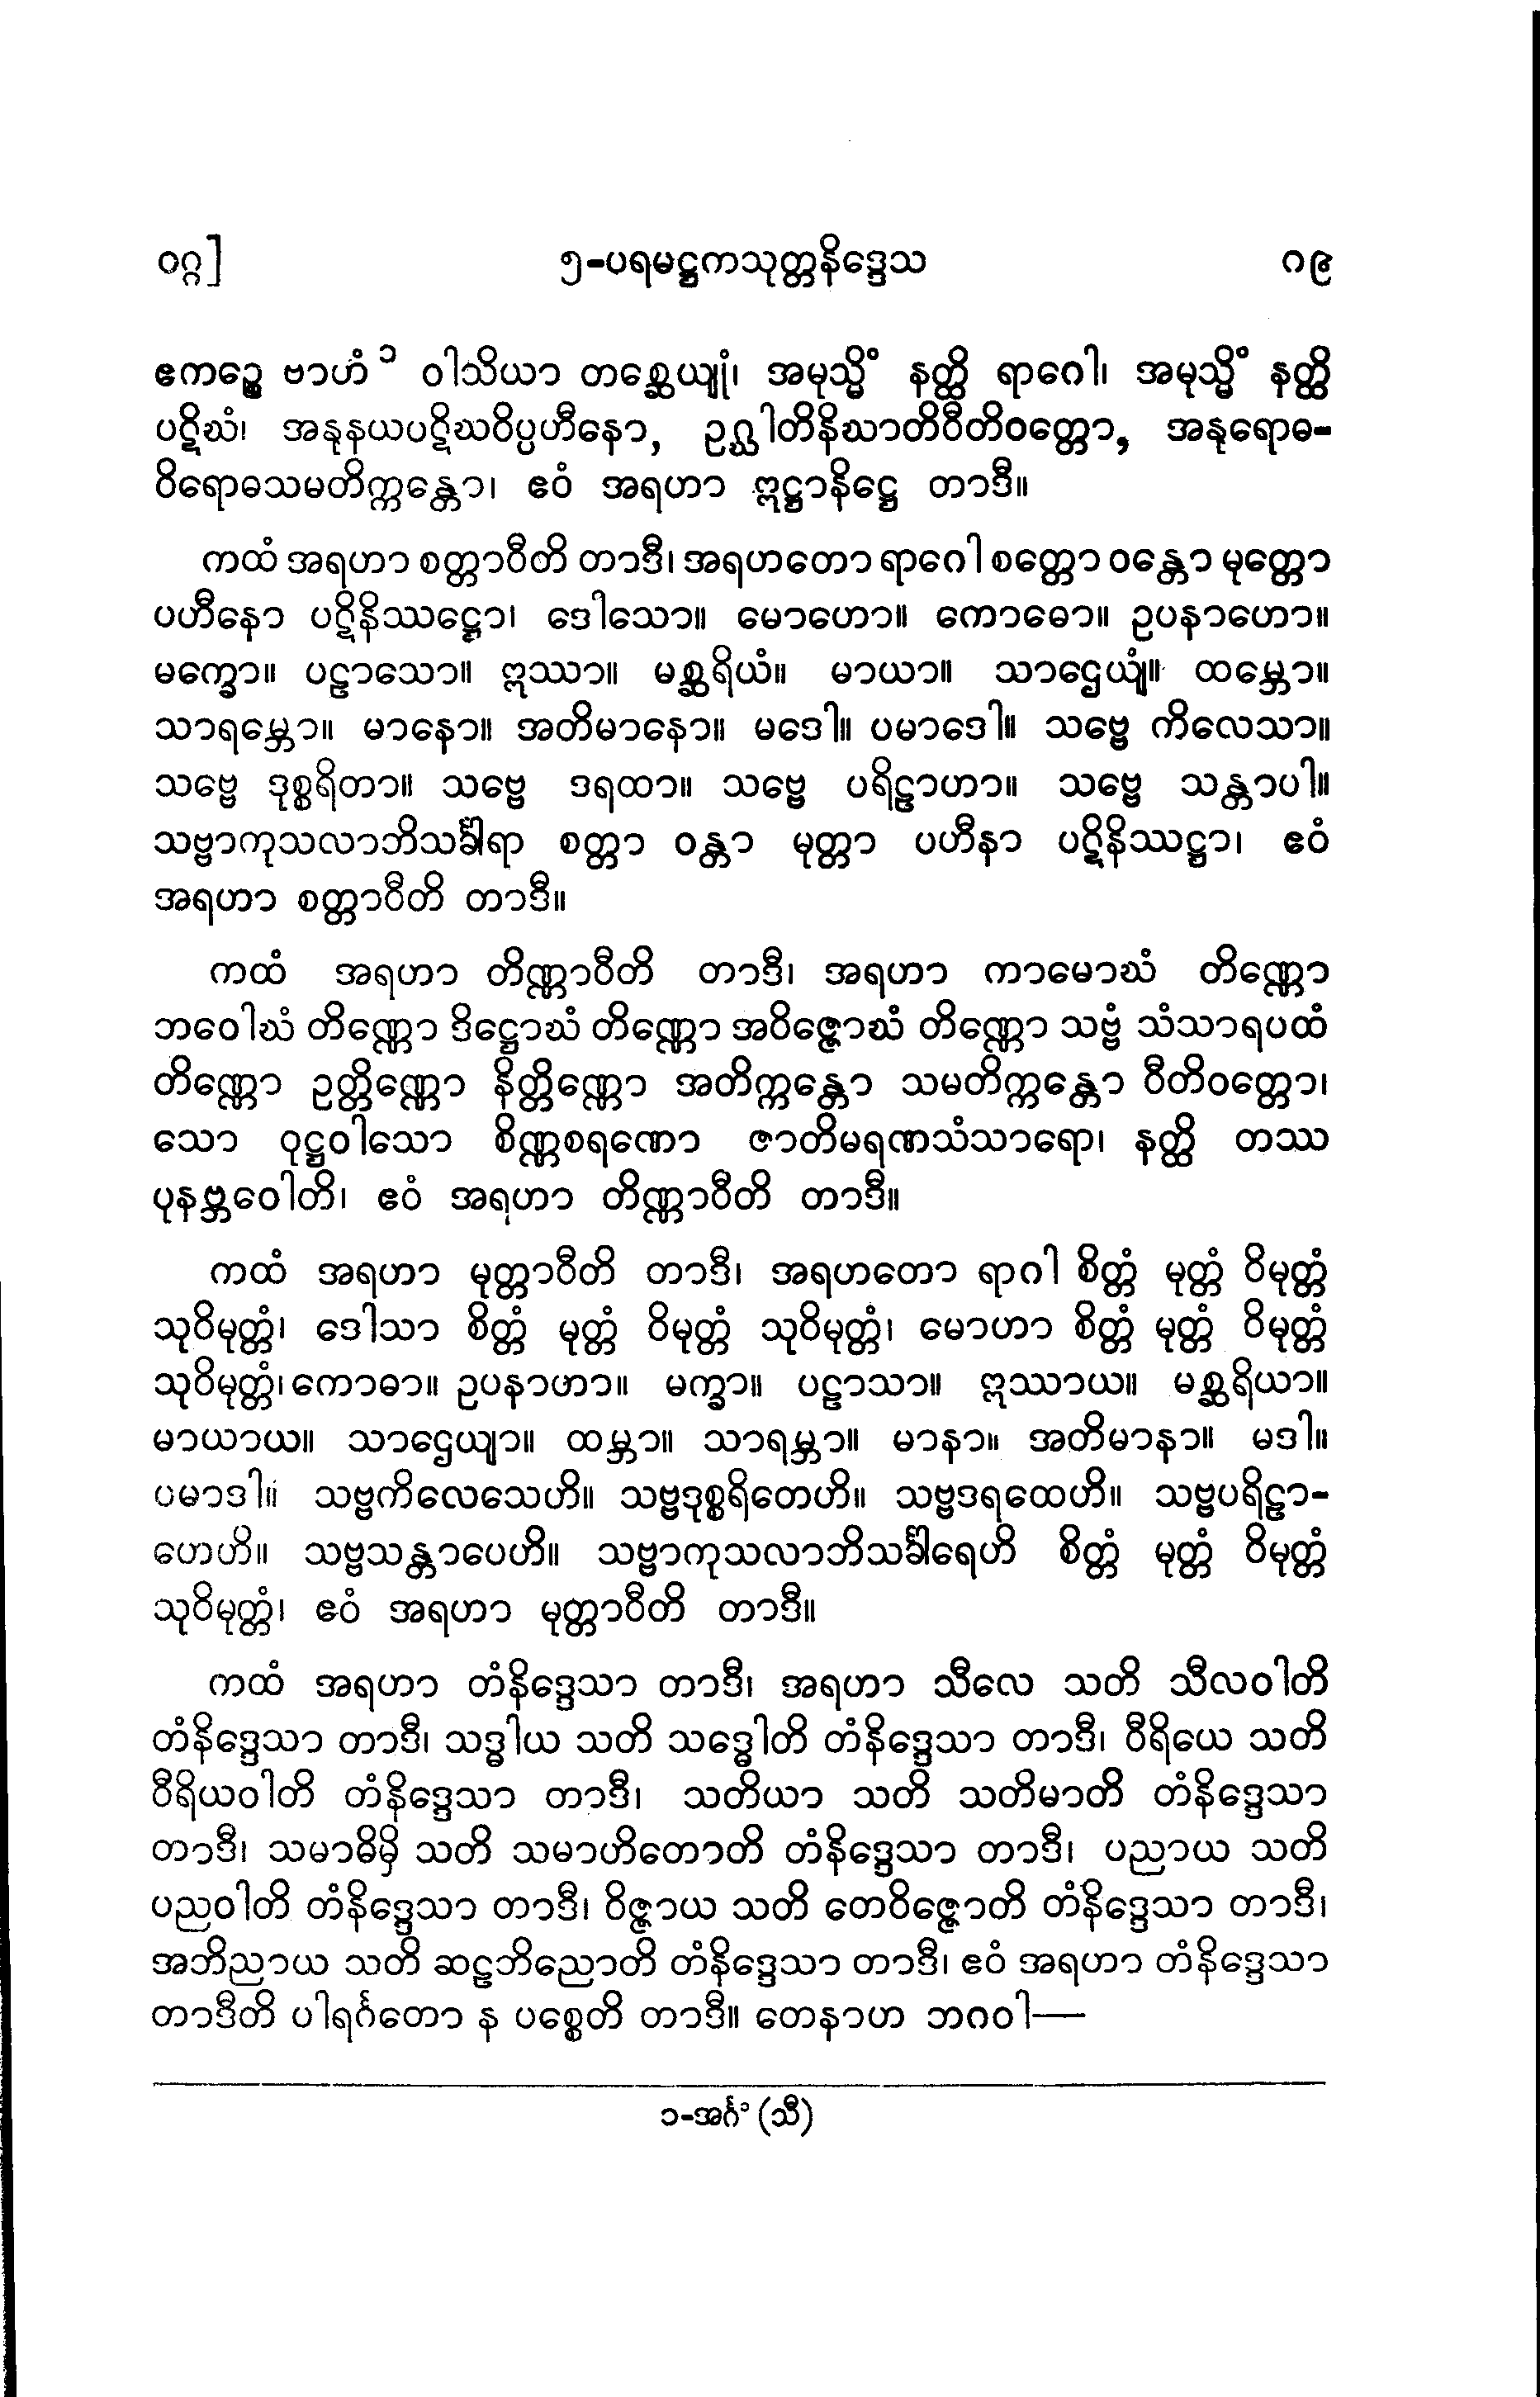 ဝဂ္ဂ] ၅-ပရမဋ္ဌကသုတ္တနိဒ္ဒေသ ဂ၉
ဧကဉ္စေ ဗာဟံ ၁ ဝါသိယာ တစ္ဆေယျုံ၊ အမုသ္မိံ နတ္ထိ ရာဂေါ၊ အမုသ္မိံ နတ္ထိ
ပဋိဃံ၊ အနုနယပဋိဃဝိပ္ပဟီနော, ဥဂ္ဃါတိနိဃာတိဝီတိဝတ္တော, အနုရောဓ-
ဝိရောဓသမတိက္ကန္တော၊ ဧဝံ အရဟာ ဣဋ္ဌာနိဋ္ဌေ တာဒီ။
ကထံ အရဟာ စတ္တာဝီတိ တာဒီ၊ အရဟတော ရာဂေါ စတ္တော ဝန္တော မုတ္တော
ပဟီနော ပဋိနိဿဋ္ဌော၊ ဒေါသော။ မောဟော။ ကောဓော။ ဥပနာဟော။
မက္ခော။ ပဠာသော။ ဣဿာ။ မစ္ဆရိယံ။ မာယာ။ သာဌေယျံ။ ထမ္ဘော။
သာရမ္ဘော။ မာနော။ အတိမာနော။ မဒေါ။ ပမာဒေါ။ သဗ္ဗေ ကိလေသာ။
သဗ္ဗေ ဒုစ္စရိတာ။ သဗ္ဗေ ဒရထာ။ သဗ္ဗေ ပရိဠာဟာ။ သဗ္ဗေ သန္တာပါ။
သဗ္ဗာကုသလာဘိသင်္ခါရာ စတ္တာ ဝန္တာ မုတ္တာ ပဟီနာ ပဋိနိဿဋ္ဌာ၊ ဧဝံ
အရဟာ စတ္တာဝီတိ တာဒီ။
ကထံ အရဟာ တိဏ္ဏာဝီတိ တာဒီ၊ အရဟာ ကာမောဃံ တိဏ္ဏော
ဘဝေါဃံ တိဏ္ဏော ဒိဋ္ဌောဃံ တိဏ္ဏော အဝိဇ္ဇောဃံ တိဏ္ဏော သဗ္ဗံ သံသာရပထံ
တိဏ္ဏော ဥတ္တိဏ္ဏော နိတ္တိဏ္ဏော အတိက္ကန္တော သမတိက္ကန္တော ဝီတိဝတ္တော၊
သော ဝုဋ္ဌဝါသော စိဏ္ဏစရဏော ဇာတိမရဏသံသာရော၊ နတ္ထိ တဿ
ပုနဗ္ဘဝေါတိ၊ ဧဝံ အရဟာ တိဏ္ဏာဝီတိ တာဒီ။
ကထံ အရဟာ မုတ္တာဝီတိ တာဒီ၊ အရဟတော ရာဂါ စိတ္တံ မုတ္တံ ဝိမုတ္တံ
သုဝိမုတ္တံ၊ ဒေါသာ စိတ္တံ မုတ္တံ ဝိမုတ္တံ သုဝိမုတ္တံ၊ မောဟာ စိတ္တံ မုတ္တံ ဝိမုတ္တံ
သုဝိမုတ္တံ၊ ကောဓာ။ ဥပနာဟာ။ မက္ခာ။ ပဠာသာ။ ဣဿာယ။ မစ္ဆရိယာ။
မာယာယ။ သာဌေယျာ။ ထမ္ဘာ။ သာရမ္ဘာ။ မာနာ။ အတိမာနာ။ မဒါ။
ပမာဒါ။ သဗ္ဗကိလေသေဟိ။ သဗ္ဗဒုစ္စရိတေဟိ။ သဗ္ဗဒရထေဟိ။ သဗ္ဗပရိဠာ-
ဟေဟိ။ သဗ္ဗသန္တာပေဟိ။ သဗ္ဗာကုသလာဘိသင်္ခါရေဟိ စိတ္တံ မုတ္တံ ဝိမုတ္တံ
သုဝိမုတ္တံ၊ ဧဝံ အရဟာ မုတ္တာဝီတိ တာဒီ။
ကထံ အရဟာ တံနိဒ္ဒေသာ တာဒီ၊ အရဟာ သီလေ သတိ သီလဝါတိ
တံနိဒ္ဒေသာ တာဒီ၊ သဒ္ဓါယ သတိ သဒ္ဓေါတိ တံနိဒ္ဒေသာ တာဒီ၊ ဝီရိယေ သတိ
ဝီရိယဝါတိ တံနိဒ္ဒေသာ တာဒီ၊ သတိယာ သတိ သတိမာတိ တံနိဒ္ဒေသာ
တာဒီ၊ သမာဓိမှိ သတိ သမာဟိတောတိ တံနိဒ္ဒေသာ တာဒီ၊ ပညာယ သတိ
ပညဝါတိ တံနိဒ္ဒေသာ တာဒီ၊ ဝိဇ္ဇာယ သတိ တေဝိဇ္ဇောတိ တံနိဒ္ဒေသာ တာဒီ၊
အဘိညာယ သတိ ဆဠဘိညောတိ တံနိဒ္ဒေသာ တာဒီ၊ ဧဝံ အရဟာ တံနိဒ္ဒေသာ
တာဒီတိ ပါရင်္ဂတော န ပစ္စေတိ တာဒီ။ တေနာဟ ဘဂဝါ—
၁-အင်္ဂံ (သီ)